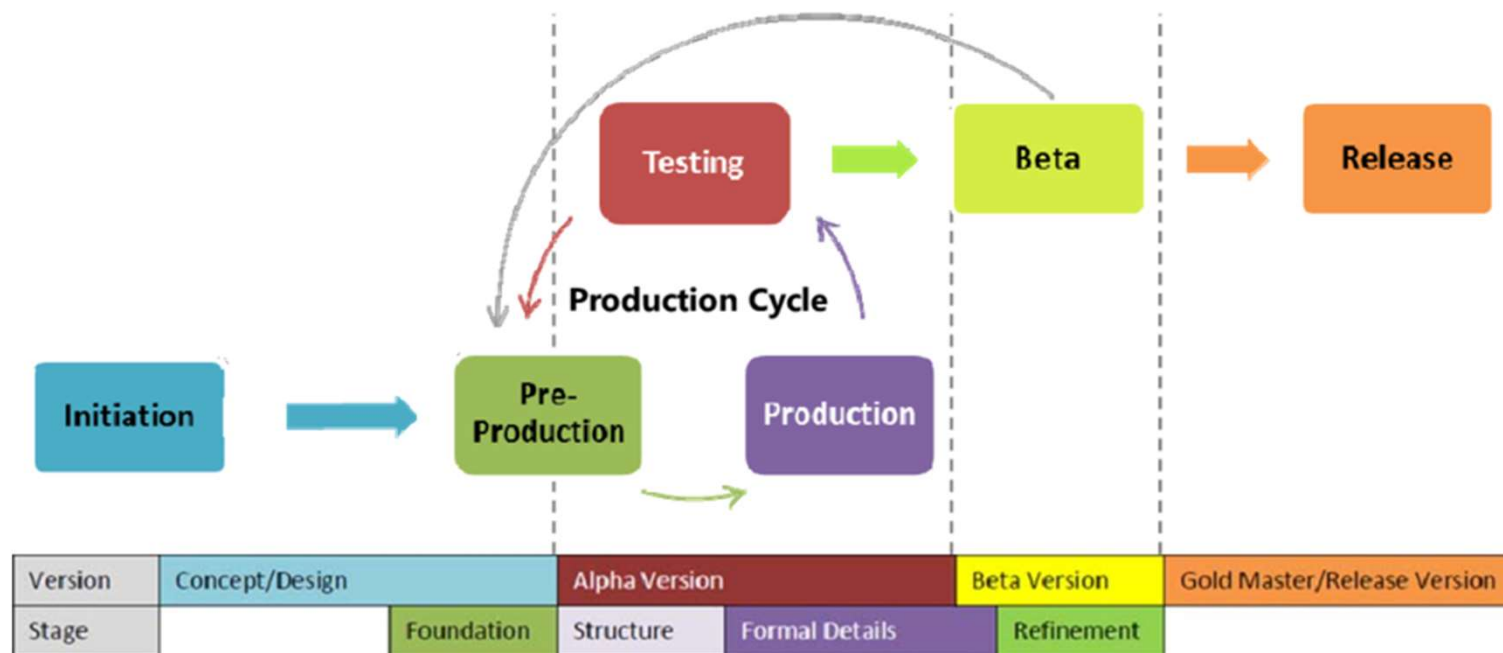 Testing
Beta
Release
Production Cycle
Initiation
Pre-
Production
Production
Version
Concept/Design
Alpha Version
Beta Version
Gold Master/Release Version
Stage
Foundation
Structure
Formal Details
Refinement